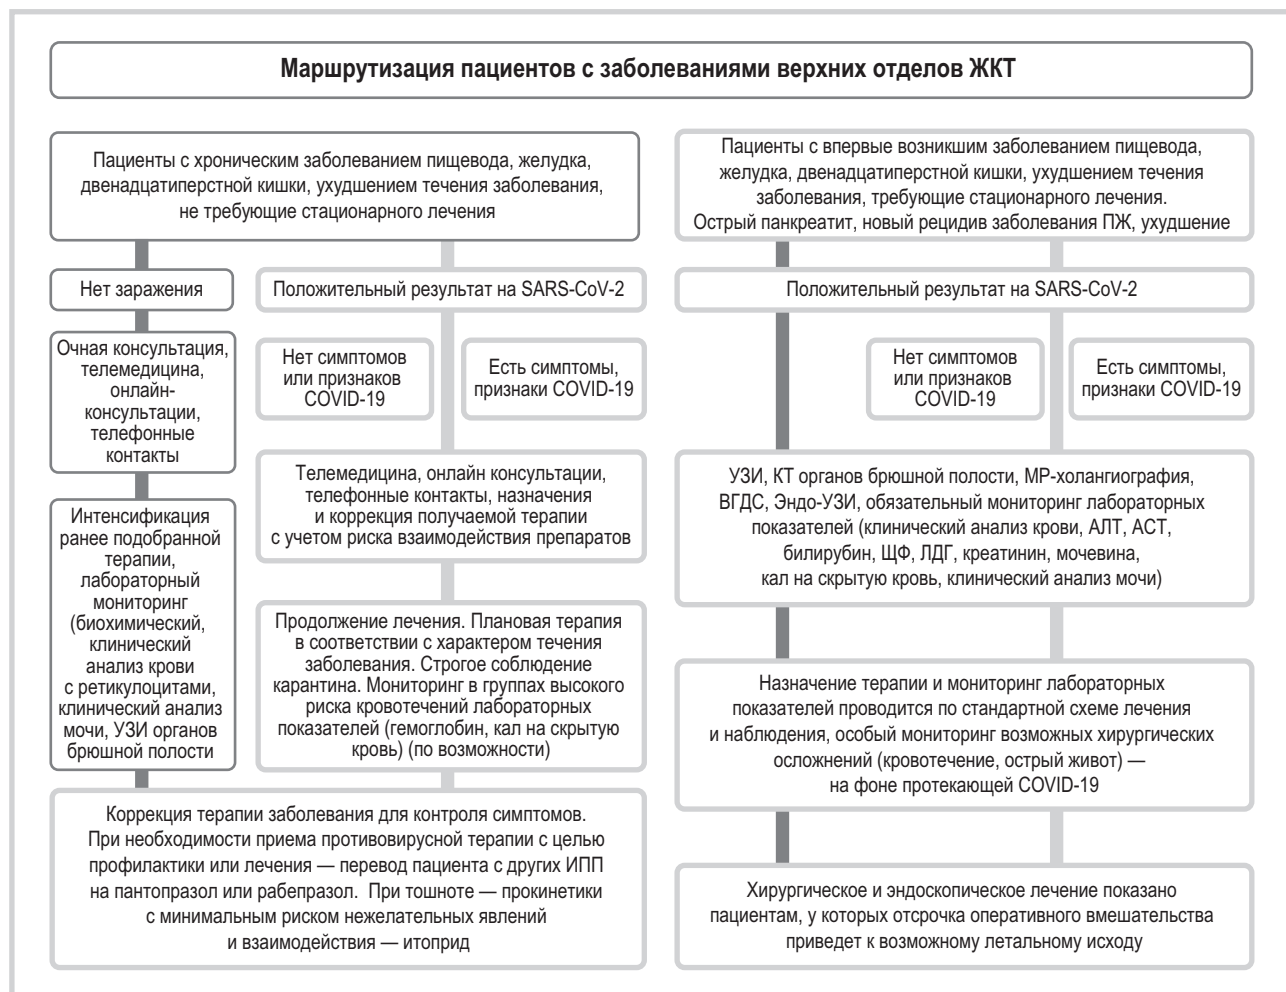 Маршрутизация пациентов с заболеваниями верхних отделов ЖКТ
Пациенты с хроническим заболеванием пищевода, желудка,
двенадцатиперстной кишки, ухудшением течения заболевания,
не требующие стационарного лечения
Нет заражения
Очная консультация,
телемедицина,
онлайн-
консультации,
телефонные
контакты
Интенсификация
ранее подобранной
терапии,
лабораторный
мониторинг
(биохимический,
клинический
анализ крови
с ретикулоцитами,
клинический анализ
мочи, УЗИ органов
брюшной полости
Положительный результат на SARS-CoV-2
Нет симптомов
или признаков
COVID-19
Есть симптомы,
признаки COVID-19
Телемедицина, онлайн консультации,
телефонные контакты, назначения
и коррекция получаемой терапии
с учетом риска взаимодействия препаратов
Продолжение лечения. Плановая терапия
в соответствии с характером течения
заболевания. Строгое соблюдение
карантина. Мониторинг в группах высокого
риска кровотечений лабораторных
показателей (гемоглобин, кал на скрытую
кровь) (по возможности)
Коррекция терапии заболевания для контроля симптомов.
При необходимости приема противовирусной терапии с целью
профилактики или лечения — перевод пациента с других ИПП
на пантопразол или рабепразол. При тошноте — прокинетики
с минимальным риском нежелательных явлений
и взаимодействия — итоприд
Пациенты с впервые возникшим заболеванием пищевода,
желудка, двенадцатиперстной кишки, ухудшением течения
заболевания, требующие стационарного лечения.
Острый панкреатит, новый рецидив заболевания ПЖ, ухудшение
Положительный результат на SARS-CoV-2
Нет симптомов
или признаков
COVID-19
Есть симптомы,
признаки COVID-19
УЗИ, КТ органов брюшной полости, МР-холангиография,
ВГДС, Эндо-УЗИ, обязательный мониторинг лабораторных
показателей (клинический анализ крови, АЛТ, АСТ,
билирубин, ЩФ, ЛДГ, креатинин, мочевина,
кал на скрытую кровь, клинический анализ мочи)
Назначение терапии и мониторинг лабораторных
показателей проводится по стандартной схеме лечения
и наблюдения, особый мониторинг возможных хирургических
осложнений (кровотечение, острый живот) —
на фоне протекающей COVID-19
Хирургическое и эндоскопическое лечение показано
пациентам, у которых отсрочка оперативного вмешательства
приведет к возможному летальному исходу